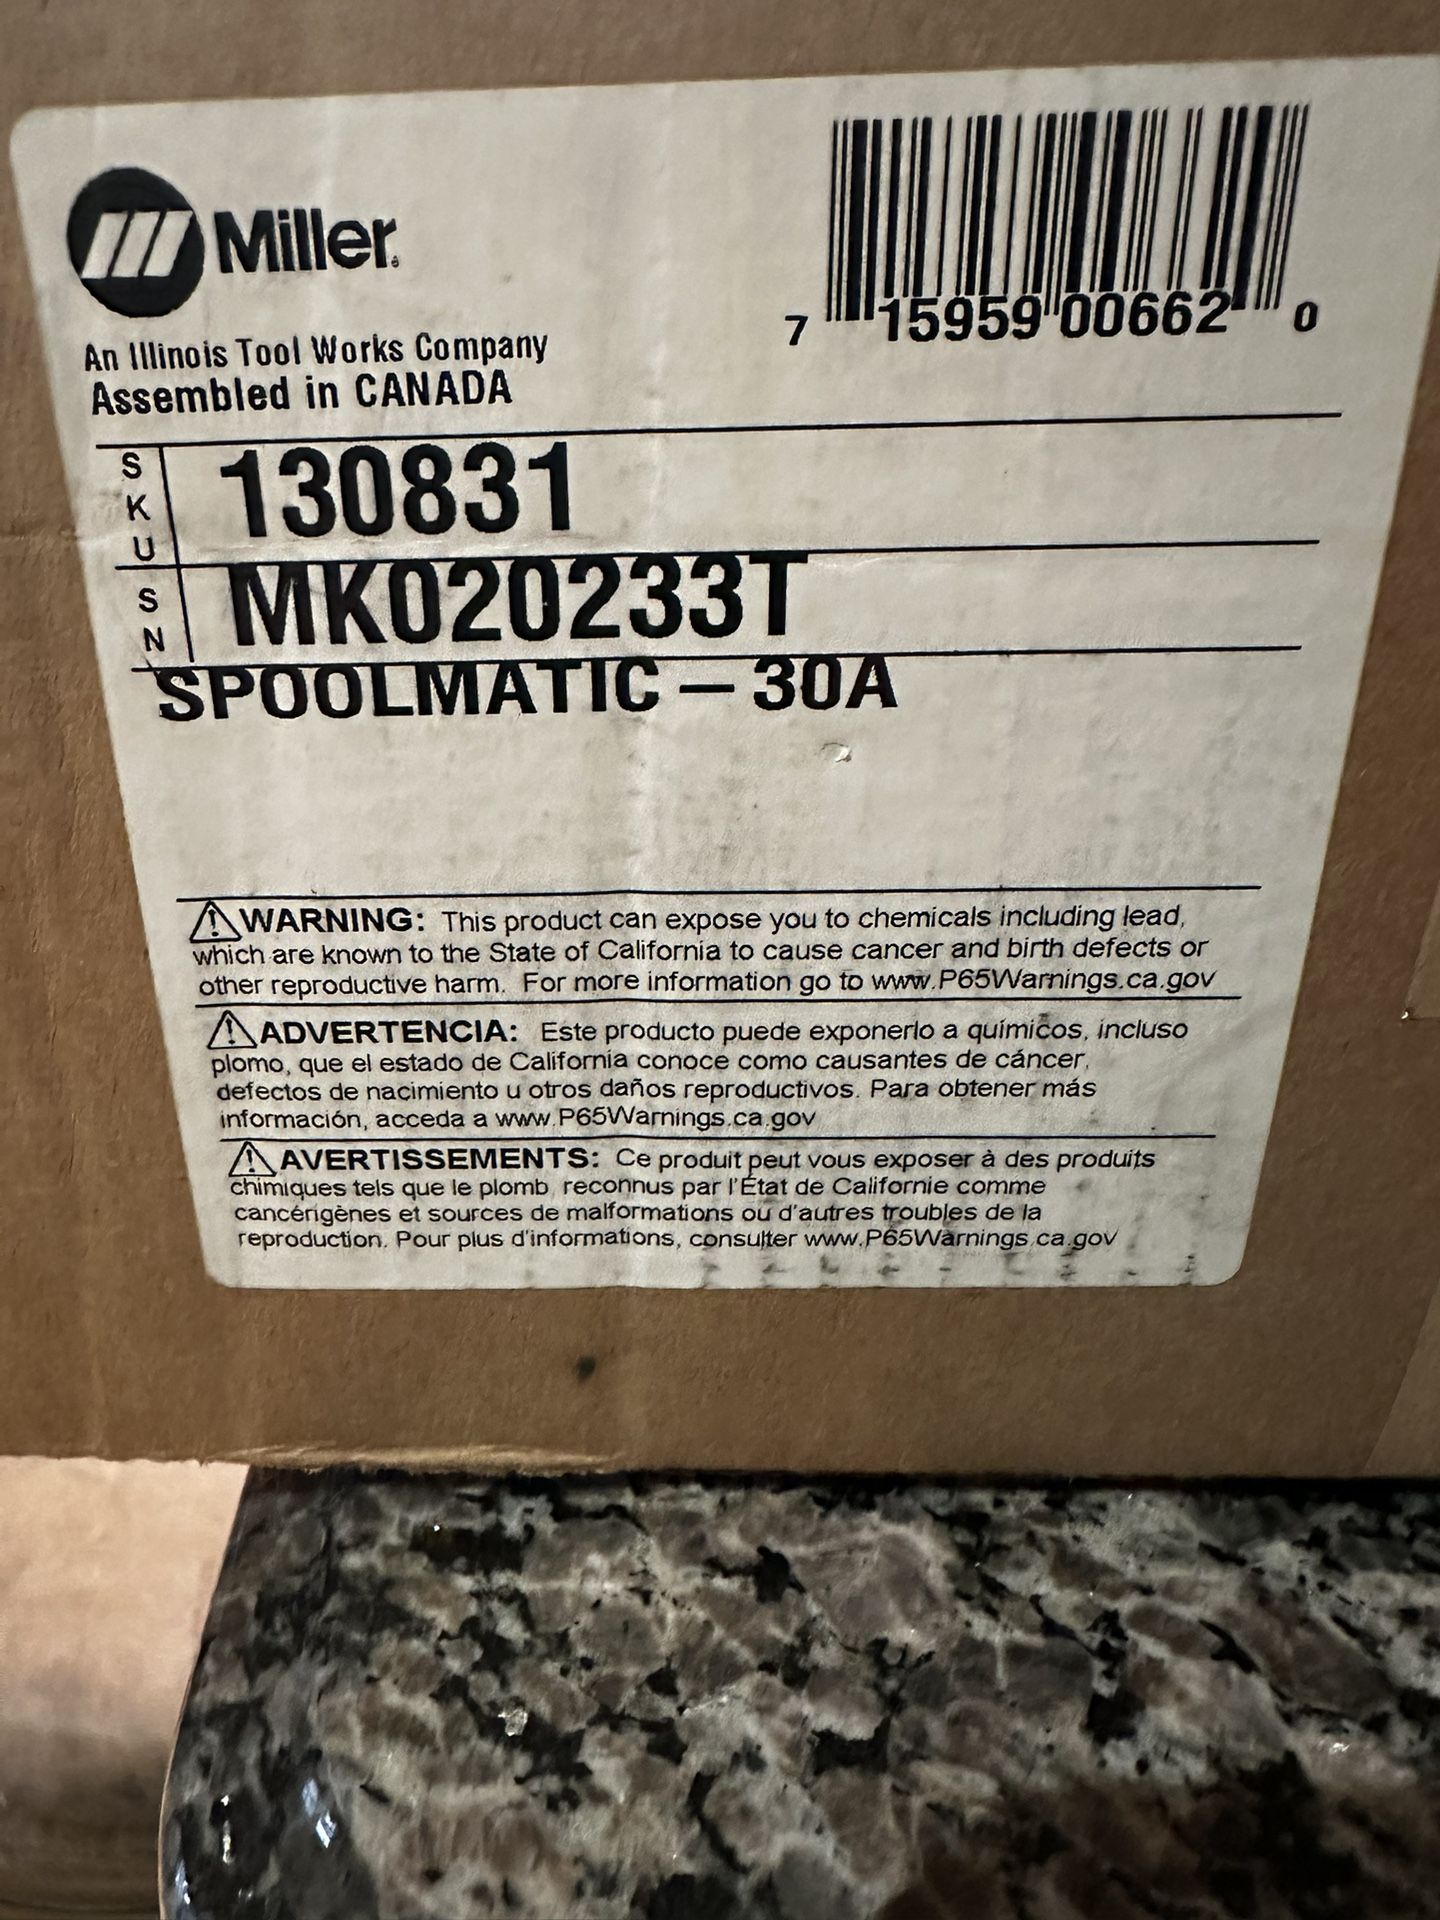 Miller®
7 15959 00662 0
An Illinois Tool Works Company
Assembled in CANADA
SKU 130831
SN MK020233T
SPOOLMATIC – 30A
⚠WARNING: This product can expose you to chemicals including lead,
which are known to the State of California to cause cancer and birth defects or
other reproductive harm. For more information go to www.P65Warnings.ca.gov
⚠ADVERTENCIA: Este producto puede exponerlo a químicos, incluso
plomo, que el estado de California conoce como causantes de cáncer,
defectos de nacimiento u otros daños reproductivos. Para obtener más
información, acceda a www.P65Warnings.ca.gov
⚠AVERTISSEMENTS: Ce produit peut vous exposer à des produits
chimiques tels que le plomb, reconnus par l'État de Californie comme
cancérigènes et sources de malformations ou d'autres troubles de la
reproduction. Pour plus d'informations, consulter www.P65Warnings.ca.gov